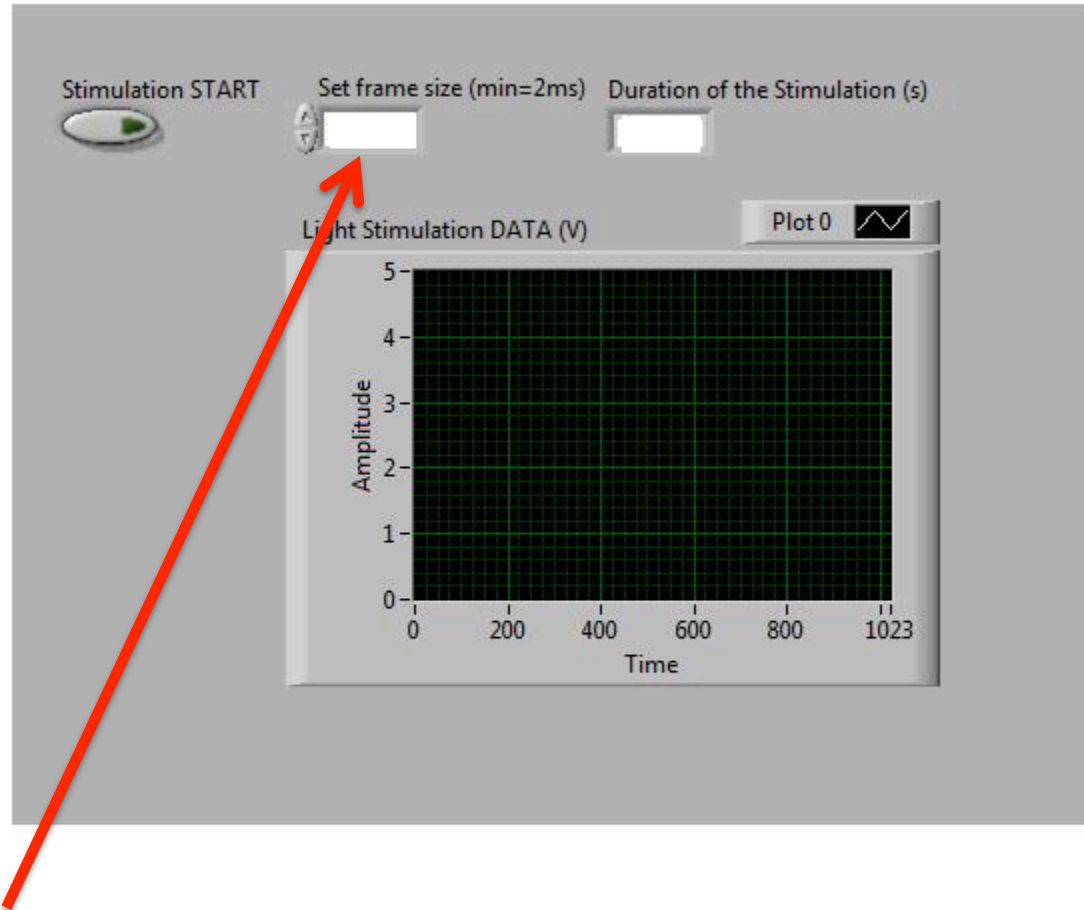 Stimulation START
Set frame size (min=2ms)
Duration of the Stimulation (s)
Light Stimulation DATA (V)
Plot 0
5
4
3
2
1
0
Amplitude
0 200 400 600 800 1023
Time